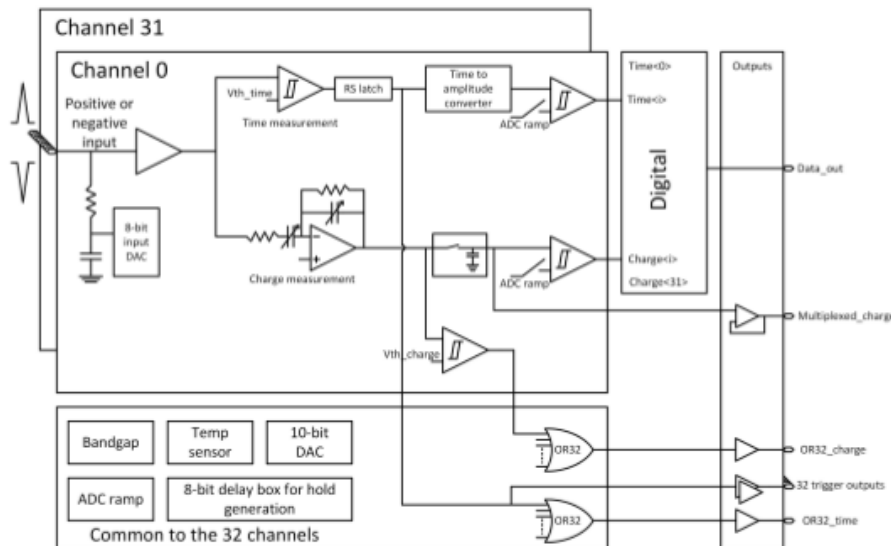 Channel 31
Channel 0
Positive or
negative
input
8-bit
input
DAC
Vth_time
Time measurement
RS latch
Time to
amplitude
converter
ADC ramp
Charge measurement
ADC ramp
Vth_charge
Time<0>
Time<i>
Digital
Charge<i>
Charge<31>
Outputs
Data_out
Multiplexed_charge
OR32_charge
32 trigger outputs
OR32_time
OR32
OR32
Bandgap
Temp
sensor
10-bit
DAC
ADC ramp
8-bit delay box for hold
generation
Common to the 32 channels